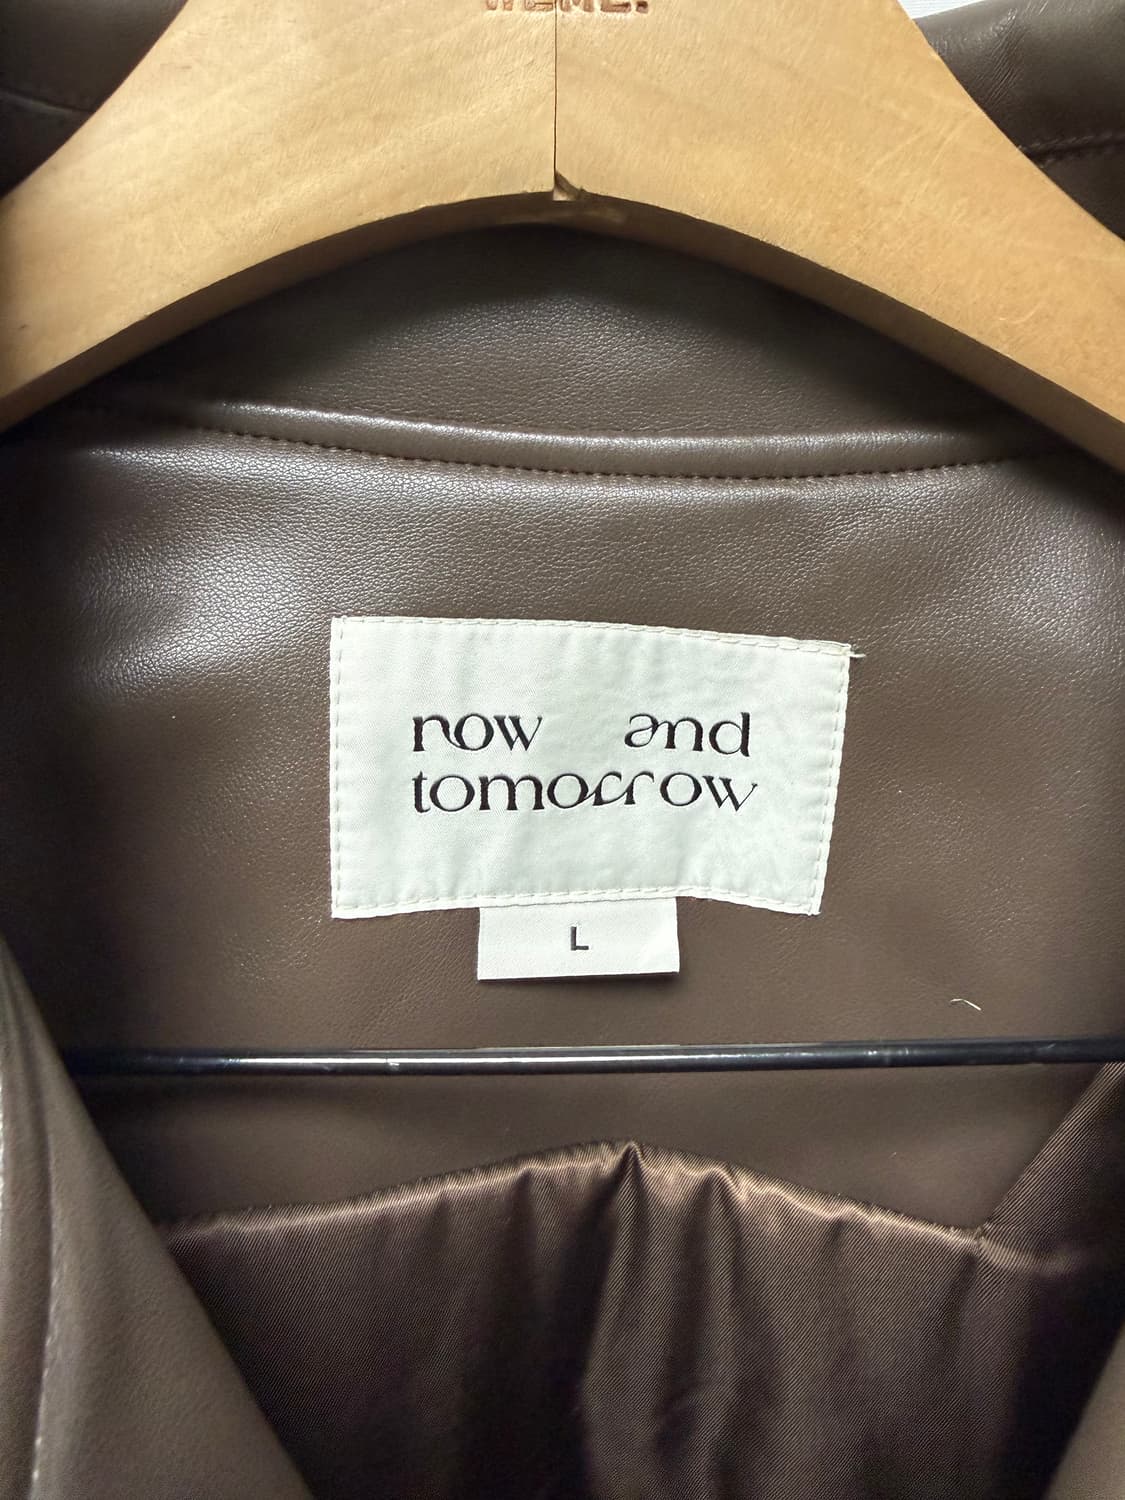 now and
tomorrow
L